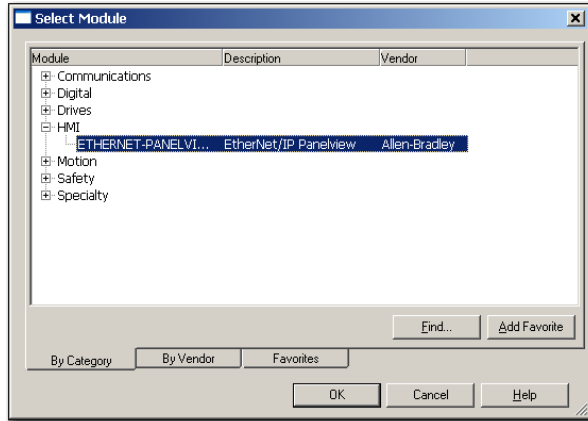 Select Module
Module Description Vendor
Communications
Digital
Drives
HMI
ETHERNET-PANELVI... EtherNet/IP Panelview Allen-Bradley
Motion
Safety
Specialty
Find... Add Favorite
By Category By Vendor Favorites
OK Cancel Help